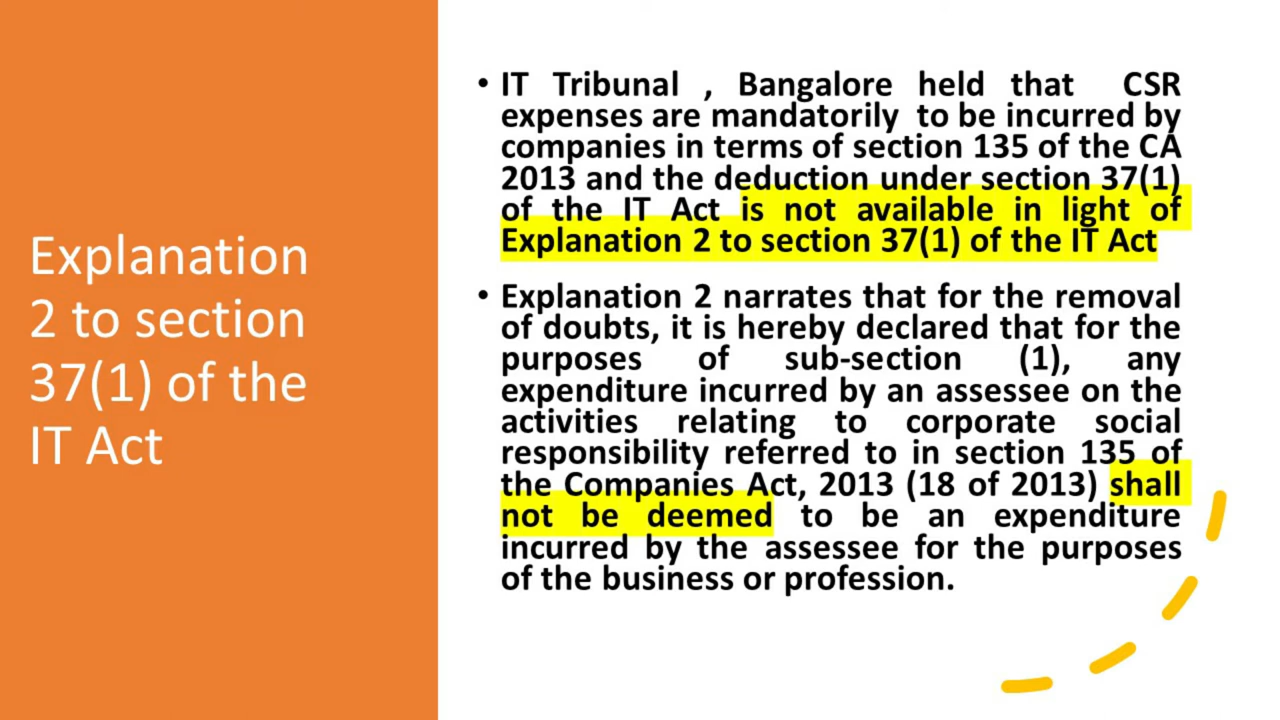 Explanation
2 to section
37(1) of the
IT Act
• IT Tribunal , Bangalore held that CSR
expenses are mandatorily to be incurred by
companies in terms of section 135 of the CA
2013 and the deduction under section 37(1)
of the IT Act is not available in light of
Explanation 2 to section 37(1) of the IT Act
• Explanation 2 narrates that for the removal
of doubts, it is hereby declared that for the
purposes of sub-section (1), any
expenditure incurred by an assessee on the
activities relating to corporate social
responsibility referred to in section 135 of
the Companies Act, 2013 (18 of 2013) shall
not be deemed to be an expenditure
incurred by the assessee for the purposes
of the business or profession.